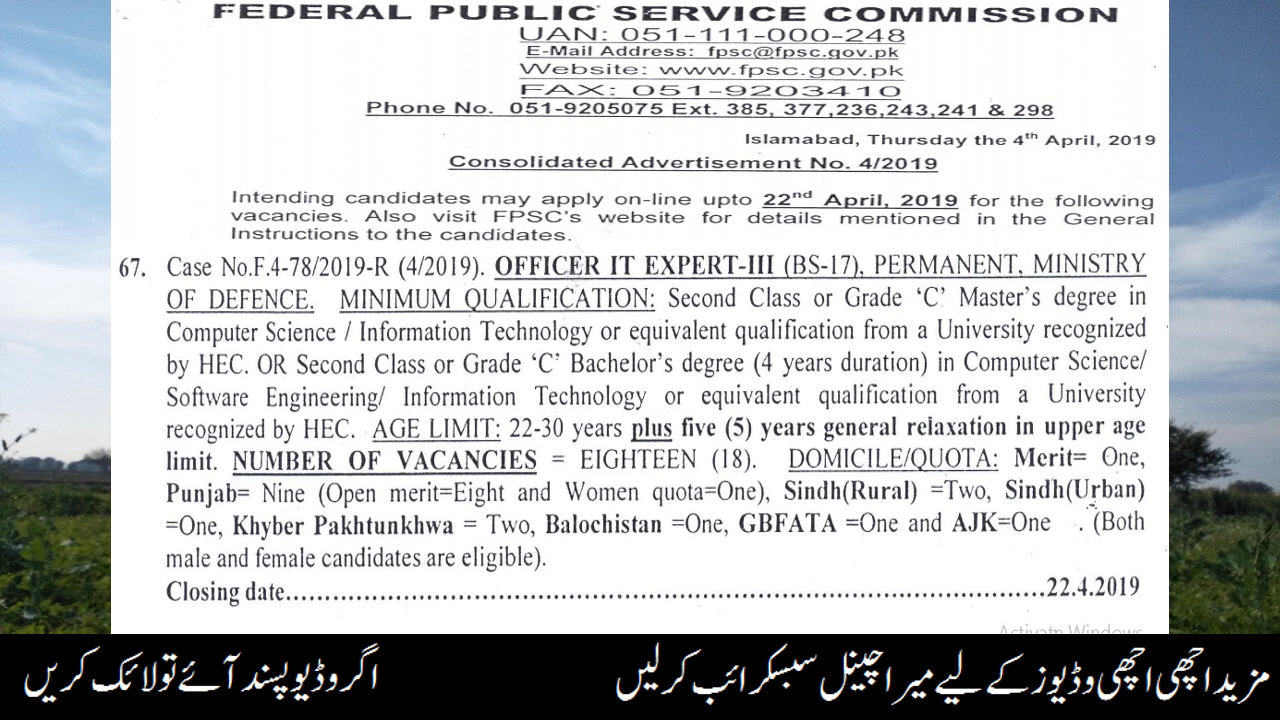 FEDERAL PUBLIC SERVICE COMMISSION
UAN: 051-111-000-248
E-Mail Address: fpsc@fpsc.gov.pk
Website: www.fpsc.gov.pk
FAX: 051-9203410
Phone No. 051-9205075 Ext. 385, 377,236,243,241 & 298
Islamabad, Thursday the 4th April, 2019
Consolidated Advertisement No. 4/2019
Intending candidates may apply on-line upto 22nd April, 2019 for the following
vacancies. Also visit FPSC's website for details mentioned in the General
Instructions to the candidates.
67. Case No.F.4-78/2019-R (4/2019). OFFICER IT EXPERT-III (BS-17), PERMANENT, MINISTRY
OF DEFENCE. MINIMUM QUALIFICATION: Second Class or Grade 'C' Master's degree in
Computer Science / Information Technology or equivalent qualification from a University recognized
by HEC. OR Second Class or Grade 'C' Bachelor's degree (4 years duration) in Computer Science/
Software Engineering/ Information Technology or equivalent qualification from a University
recognized by HEC. AGE LIMIT: 22-30 years plus five (5) years general relaxation in upper age
limit. NUMBER OF VACANCIES = EIGHTEEN (18). DOMICILE/QUOTA: Merit= One,
Punjab= Nine (Open merit=Eight and Women quota=One), Sindh(Rural) =Two, Sindh(Urban)
=One, Khyber Pakhtunkhwa = Two, Balochistan =One, GBFATA =One and AJK=One . (Both
male and female candidates are eligible).
Closing date..........................................................................................22.4.2019
Activate Windows
مزید اچھی اچھی وڈیوز کے لیے میرا چینل سبسکرائب کر لیں
اگر وڈیو پسند آئے تو لائک کریں